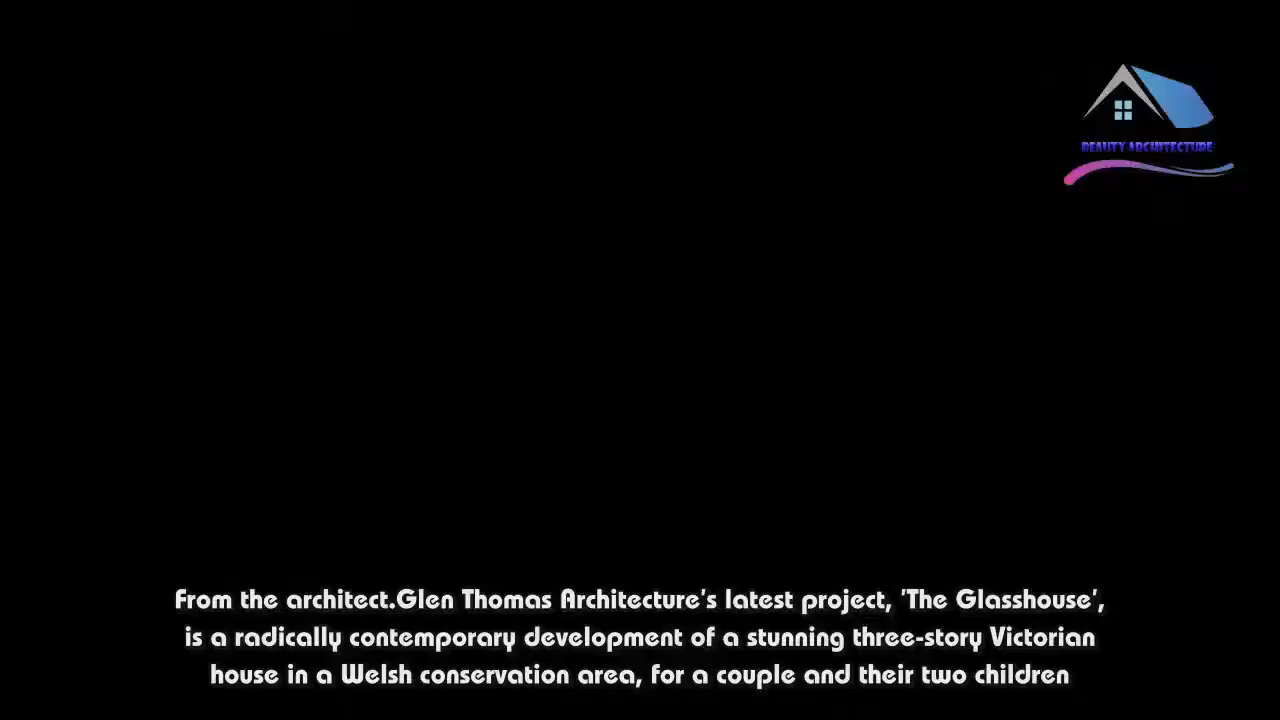 BEAUTY ARCHITECTURE
From the architect.Glen Thomas Architecture's latest project, 'The Glasshouse',
is a radically contemporary development of a stunning three-story Victorian
house in a Welsh conservation area, for a couple and their two children